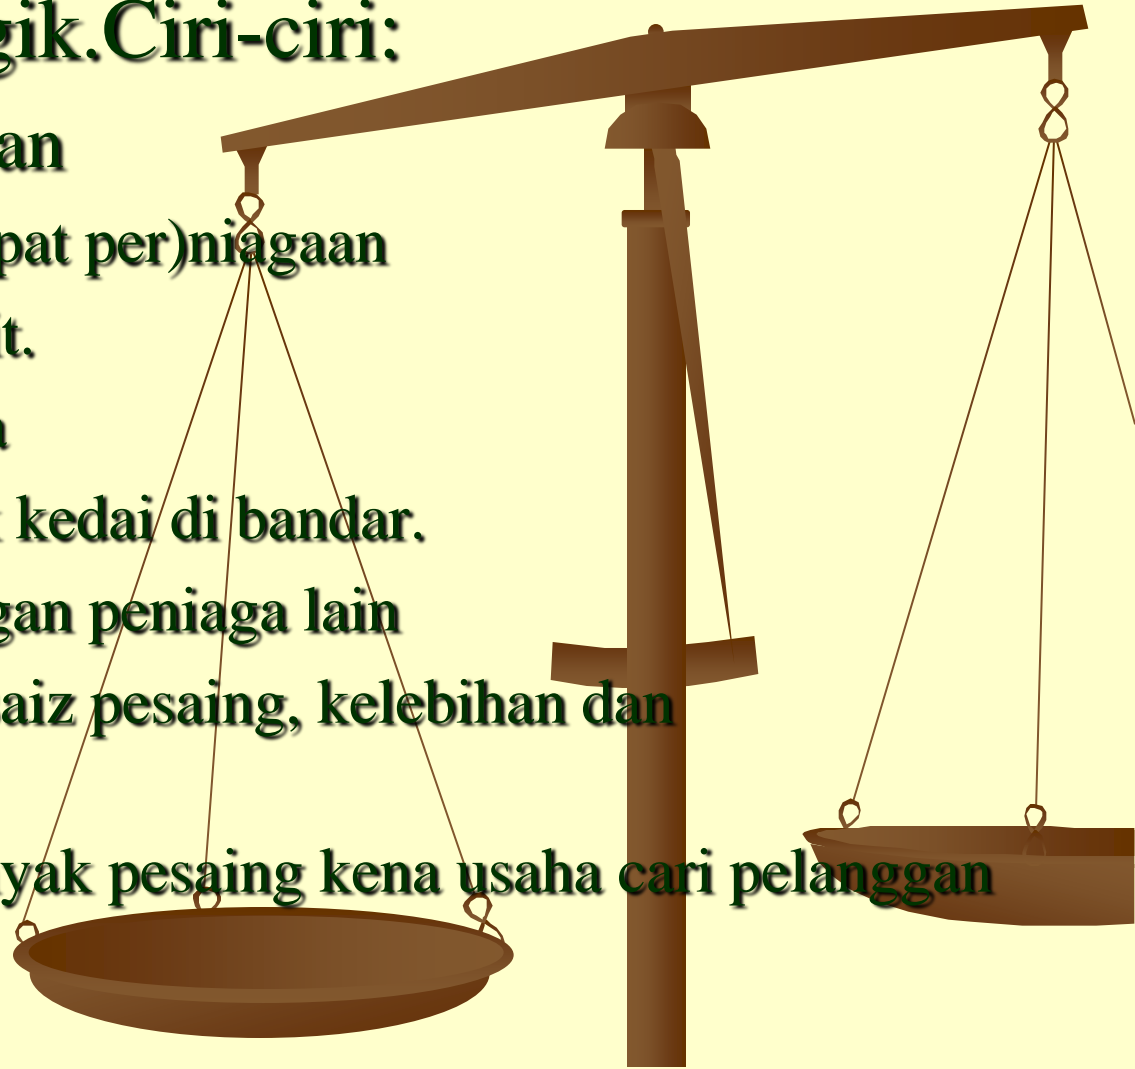 gik.Ciri-ciri:
an
pat per)niagaan
it.
a
kedai di bandar.
gan peniaga lain
aiz pesaing, kelebihan dan
yak pesaing kena usaha cari pelanggan